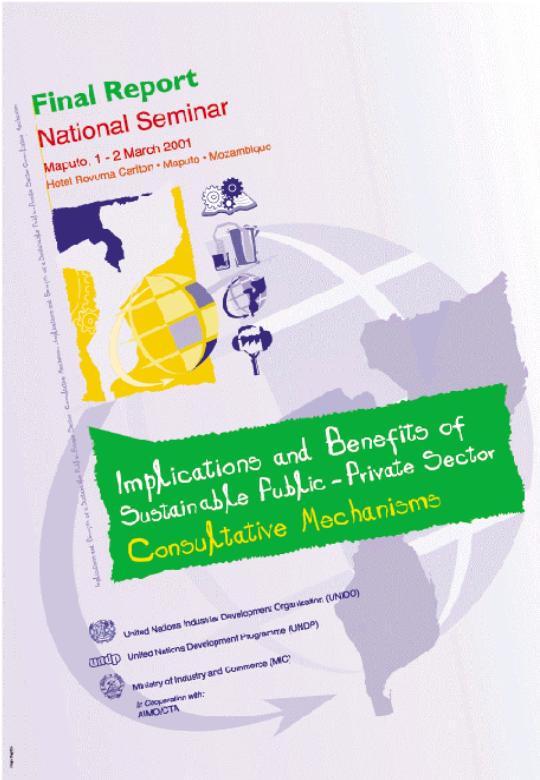 Final Report
National Seminar
Maputo, 1 - 2 March 2001
Hotel Rovuma Carlton • Maputo • Mozambique
Implications and Benefits of
Sustainable Public - Private Sector
Consultative Mechanisms
United Nations Industrial Development Organization (UNIDO)
undp United Nations Development Programme (UNDP)
Ministry of Industry and Commerce (MIC)
In Cooperation with:
AIMO/CTA